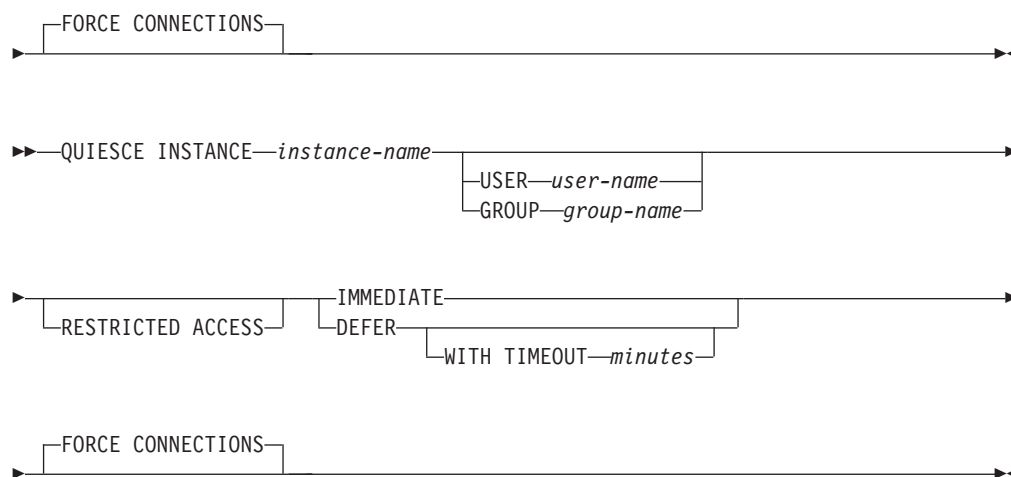 FORCE CONNECTIONS
QUIESCE INSTANCE instance-name
USER user-name
GROUP group-name
IMMEDIATE
RESTRICTED ACCESS DEFER
WITH TIMEOUT minutes
FORCE CONNECTIONS